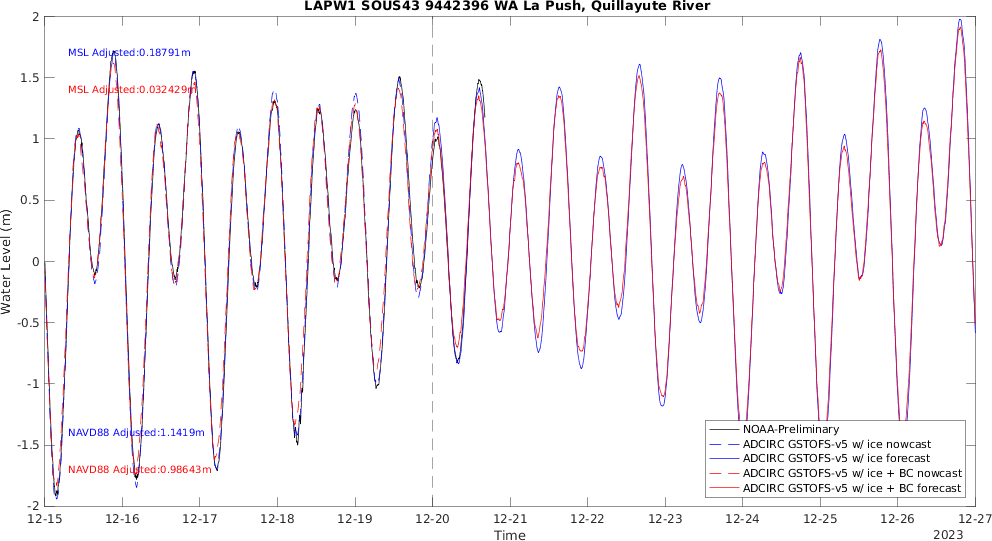 LAPW1 SOUS43 9442396 WA La Push, Quillayute River
Water Level (m)
2
1.5
1
0.5
0
-0.5
-1
-1.5
-2
MSL Adjusted:0.18791m
MSL Adjusted:0.032429m
NAVD88 Adjusted:1.1419m
NAVD88 Adjusted:0.98643m
NOAA-Preliminary
ADCIRC GSTOFS-v5 w/ ice nowcast
ADCIRC GSTOFS-v5 w/ ice forecast
ADCIRC GSTOFS-v5 w/ ice + BC nowcast
ADCIRC GSTOFS-v5 w/ ice + BC forecast
12-15 12-16 12-17 12-18 12-19 12-20 12-21 12-22 12-23 12-24 12-25 12-26 12-27
Time
2023